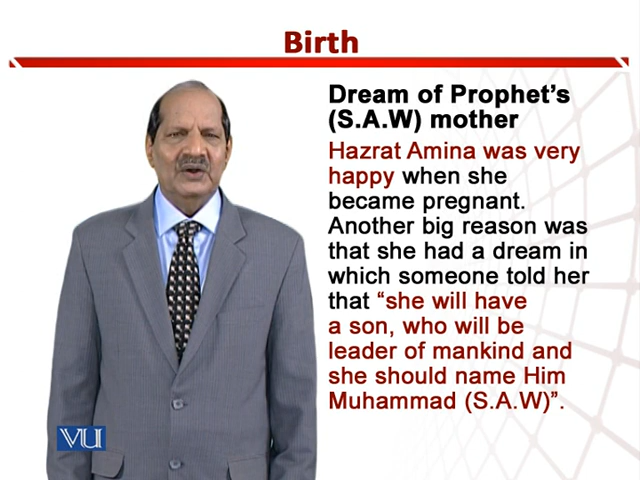 Birth
Dream of Prophet’s
(S.A.W) mother
Hazrat Amina was very
happy when she
became pregnant.
Another big reason was
that she had a dream in
which someone told her
that “she will have
a son, who will be
leader of mankind and
she should name Him
Muhammad (S.A.W)”.
VU